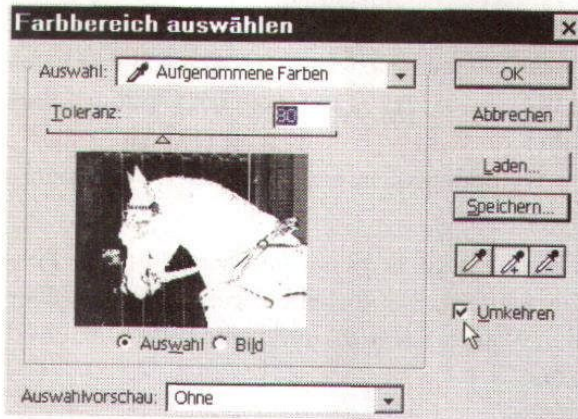 Farbbereich auswählen
Auswahl: Aufgenommene Farben
OK
Toleranz: 80
Abbrechen
Laden...
Speichern...
Umkehren
Auswahl Bild
Auswahlvorschau: Ohne